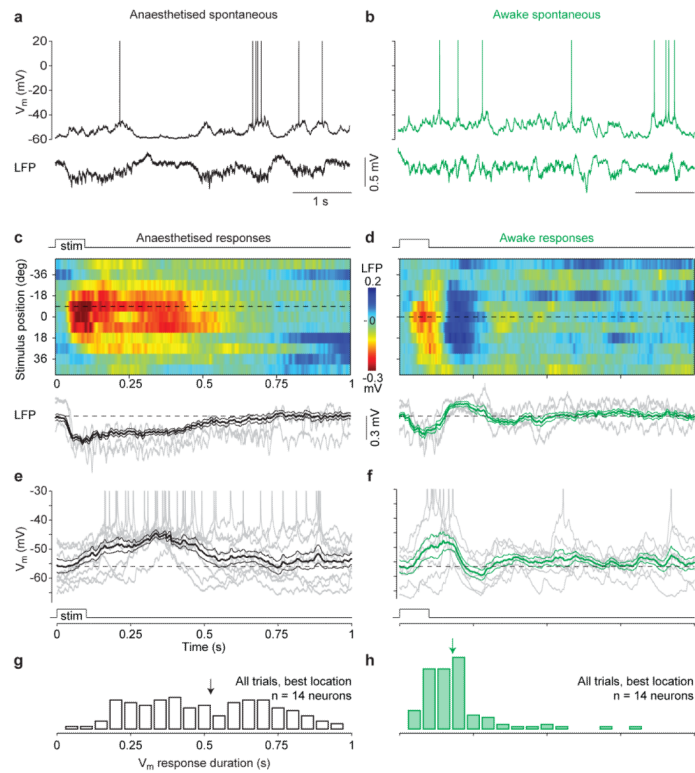 a
Anaesthetised spontaneous
b
Awake spontaneous
20
0
-20
-40
-60
Vm (mV)
LFP
1 s
0.5 mV
c
stim
Anaesthetised responses
d
Awake responses
Stimulus position (deg)
-36
-18
0
18
36
LFP
0.2
0
-0.3
mV
0 0.25 0.5 0.75 1
LFP
0.3 mV
e
f
-30
-40
-50
-60
Vm (mV)
stim
0 0.25 0.5 0.75 1
Time (s)
g
All trials, best location
n = 14 neurons
h
All trials, best location
n = 14 neurons
0 0.25 0.5 0.75 1
Vm response duration (s)